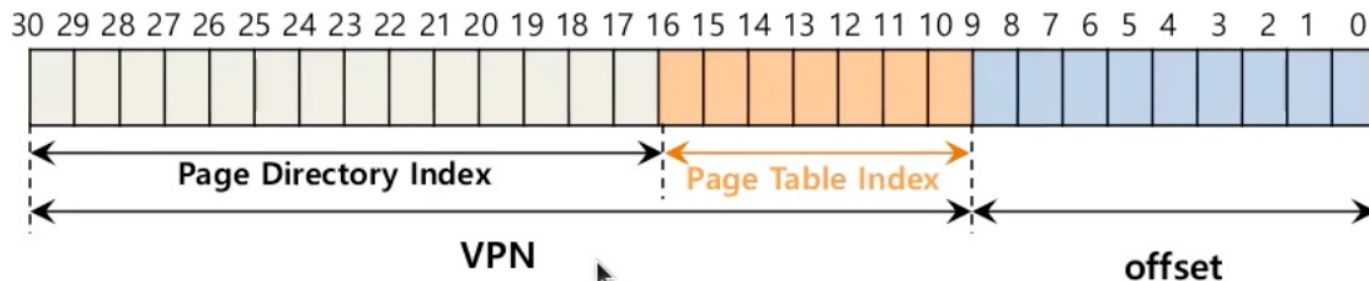 30 29 28 27 26 25 24 23 22 21 20 19 18 17 16 15 14 13 12 11 10 9 8 7 6 5 4 3 2 1 0
Page Directory Index
Page Table Index
VPN
offset